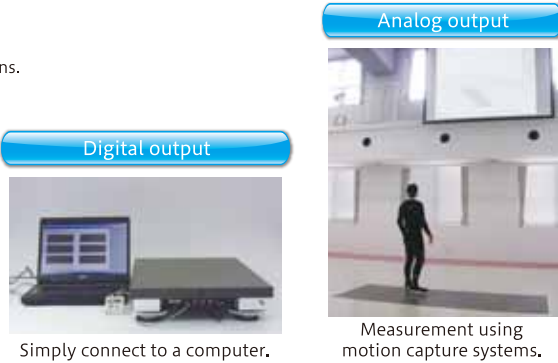 Analog output
ns.
Digital output
Simply connect to a computer.
Measurement using
motion capture systems.